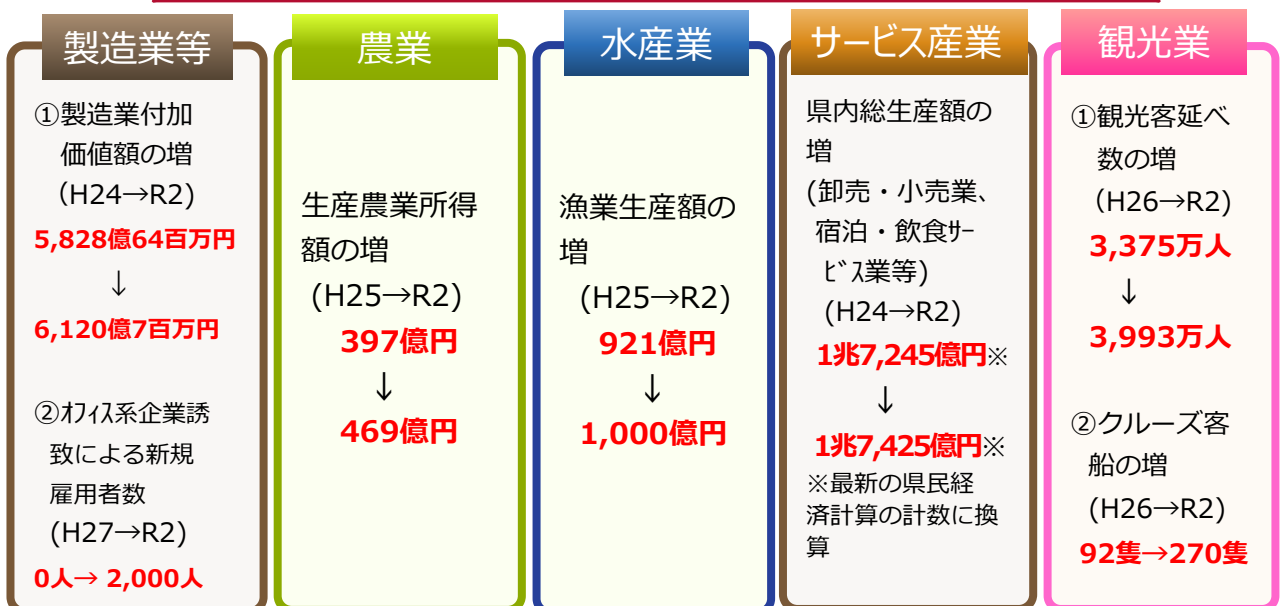 製造業等
①製造業付加
価値額の増
(H24→R2)
5,828億64百万円
↓
6,120億7百万円
②オフィス系企業誘
致による新規
雇用者数
(H27→R2)
0人→ 2,000人
農業
生産農業所得
額の増
(H25→R2)
397億円
↓
469億円
水産業
漁業生産額の
増
(H25→R2)
921億円
↓
1,000億円
サービス産業
県内総生産額の
増
(卸売・小売業、
宿泊・飲食サー
ビス業等)
(H24→R2)
1兆7,245億円※
↓
1兆7,425億円※
※最新の県民経
済計算の計数に換
算
観光業
①観光客延べ
数の増
(H26→R2)
3,375万人
↓
3,993万人
②クルーズ客
船の増
(H26→R2)
92隻→270隻